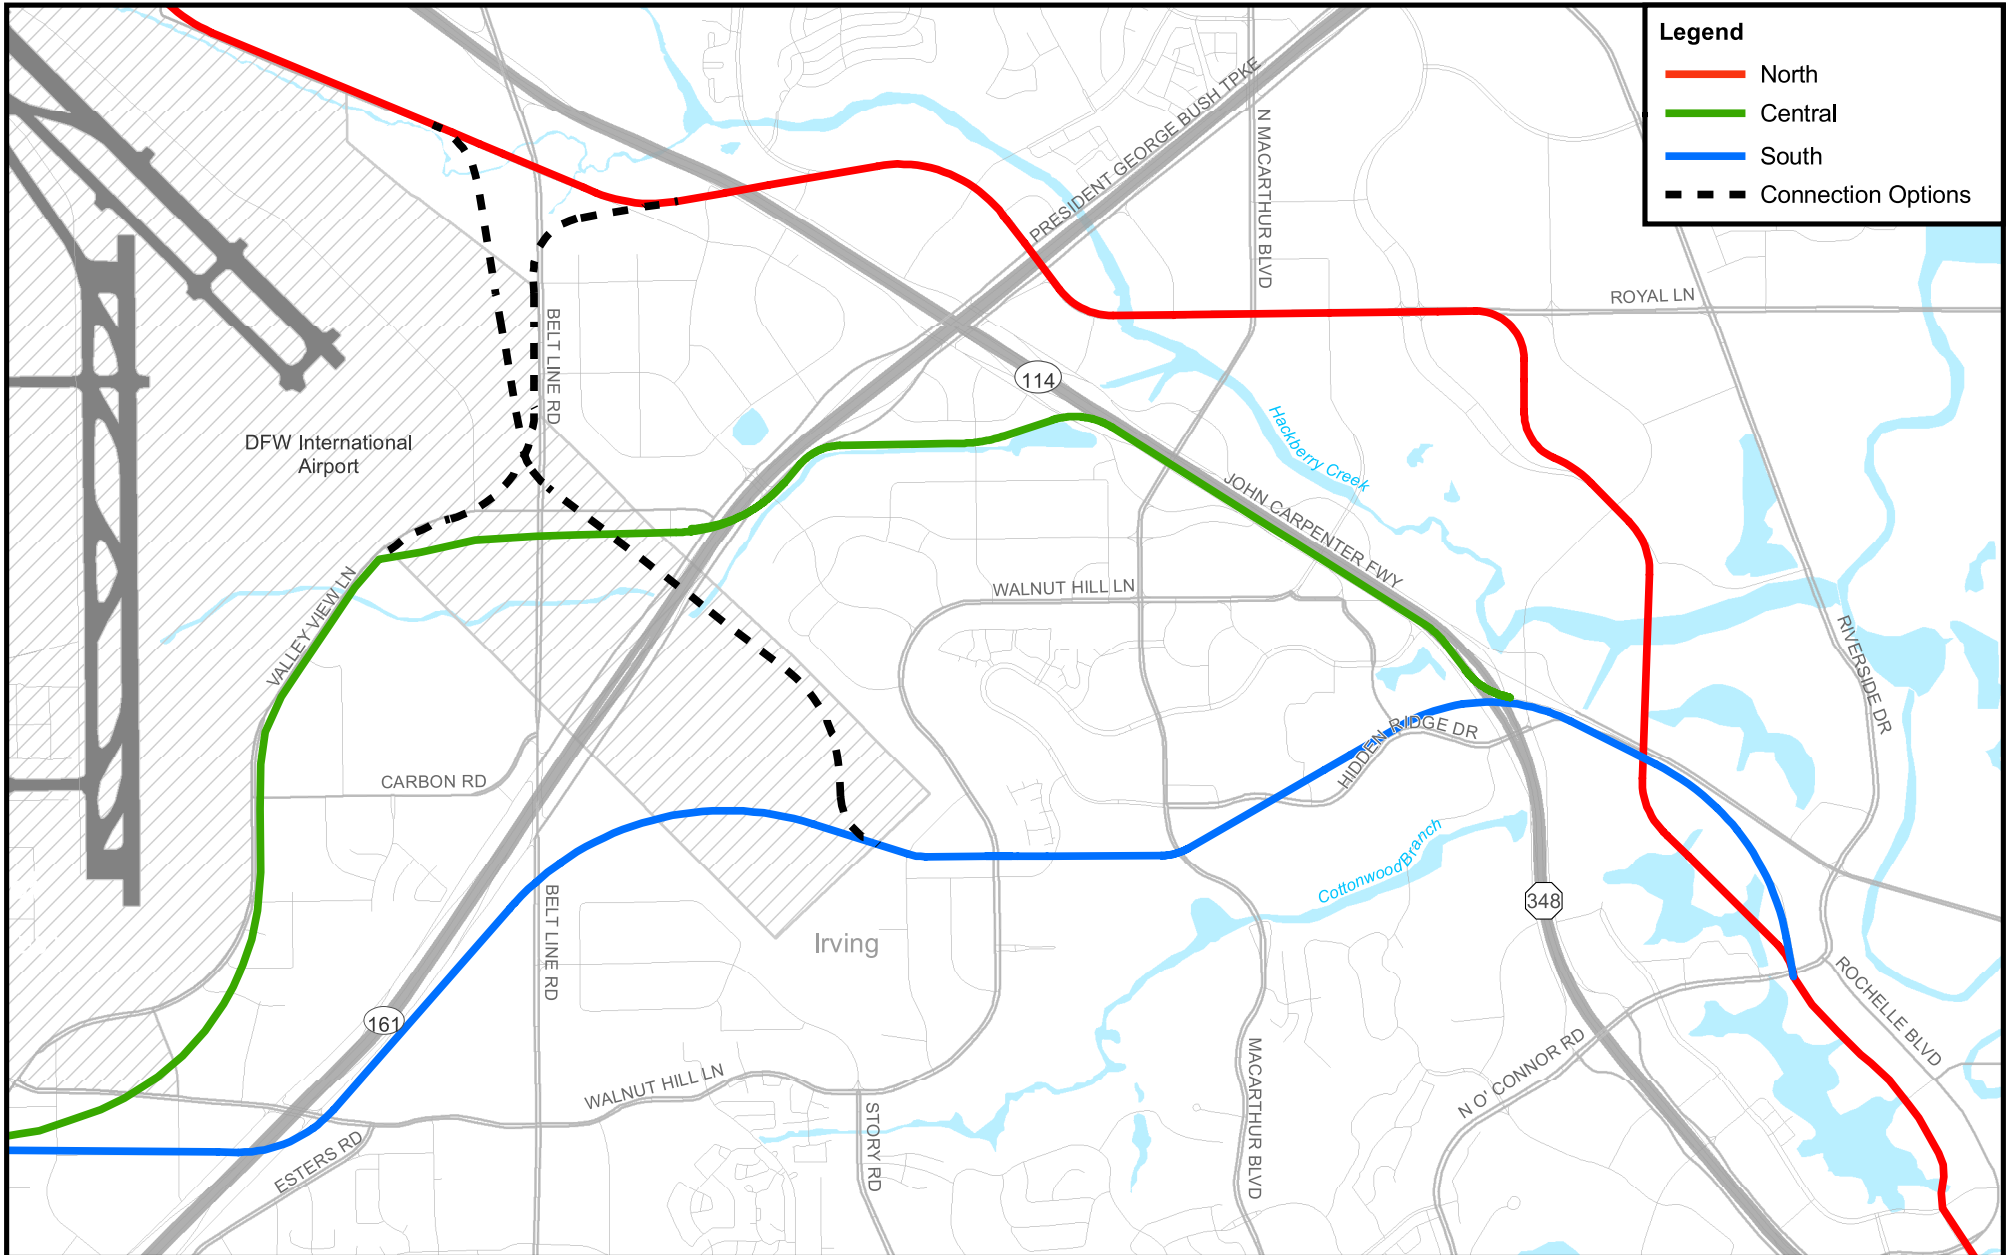 Legend
North
Central
South
Connection Options
PRESIDENT GEORGE BUSH TPKE
N MACARTHUR BLVD
ROYAL LN
BELT LINE RD
114
DFW International
Airport
Hackberry Creek
JOHN CARPENTER FWY
VALLEY VIEW LN
WALNUT HILL LN
RIVERSIDE DR
HIDDEN RIDGE DR
CARBON RD
Cottonwood Branch
348
BELT LINE RD
Irving
161
ROCHELLE BLVD
N O' CONNOR RD
MACARTHUR BLVD
WALNUT HILL LN
STORY RD
ESTERS RD